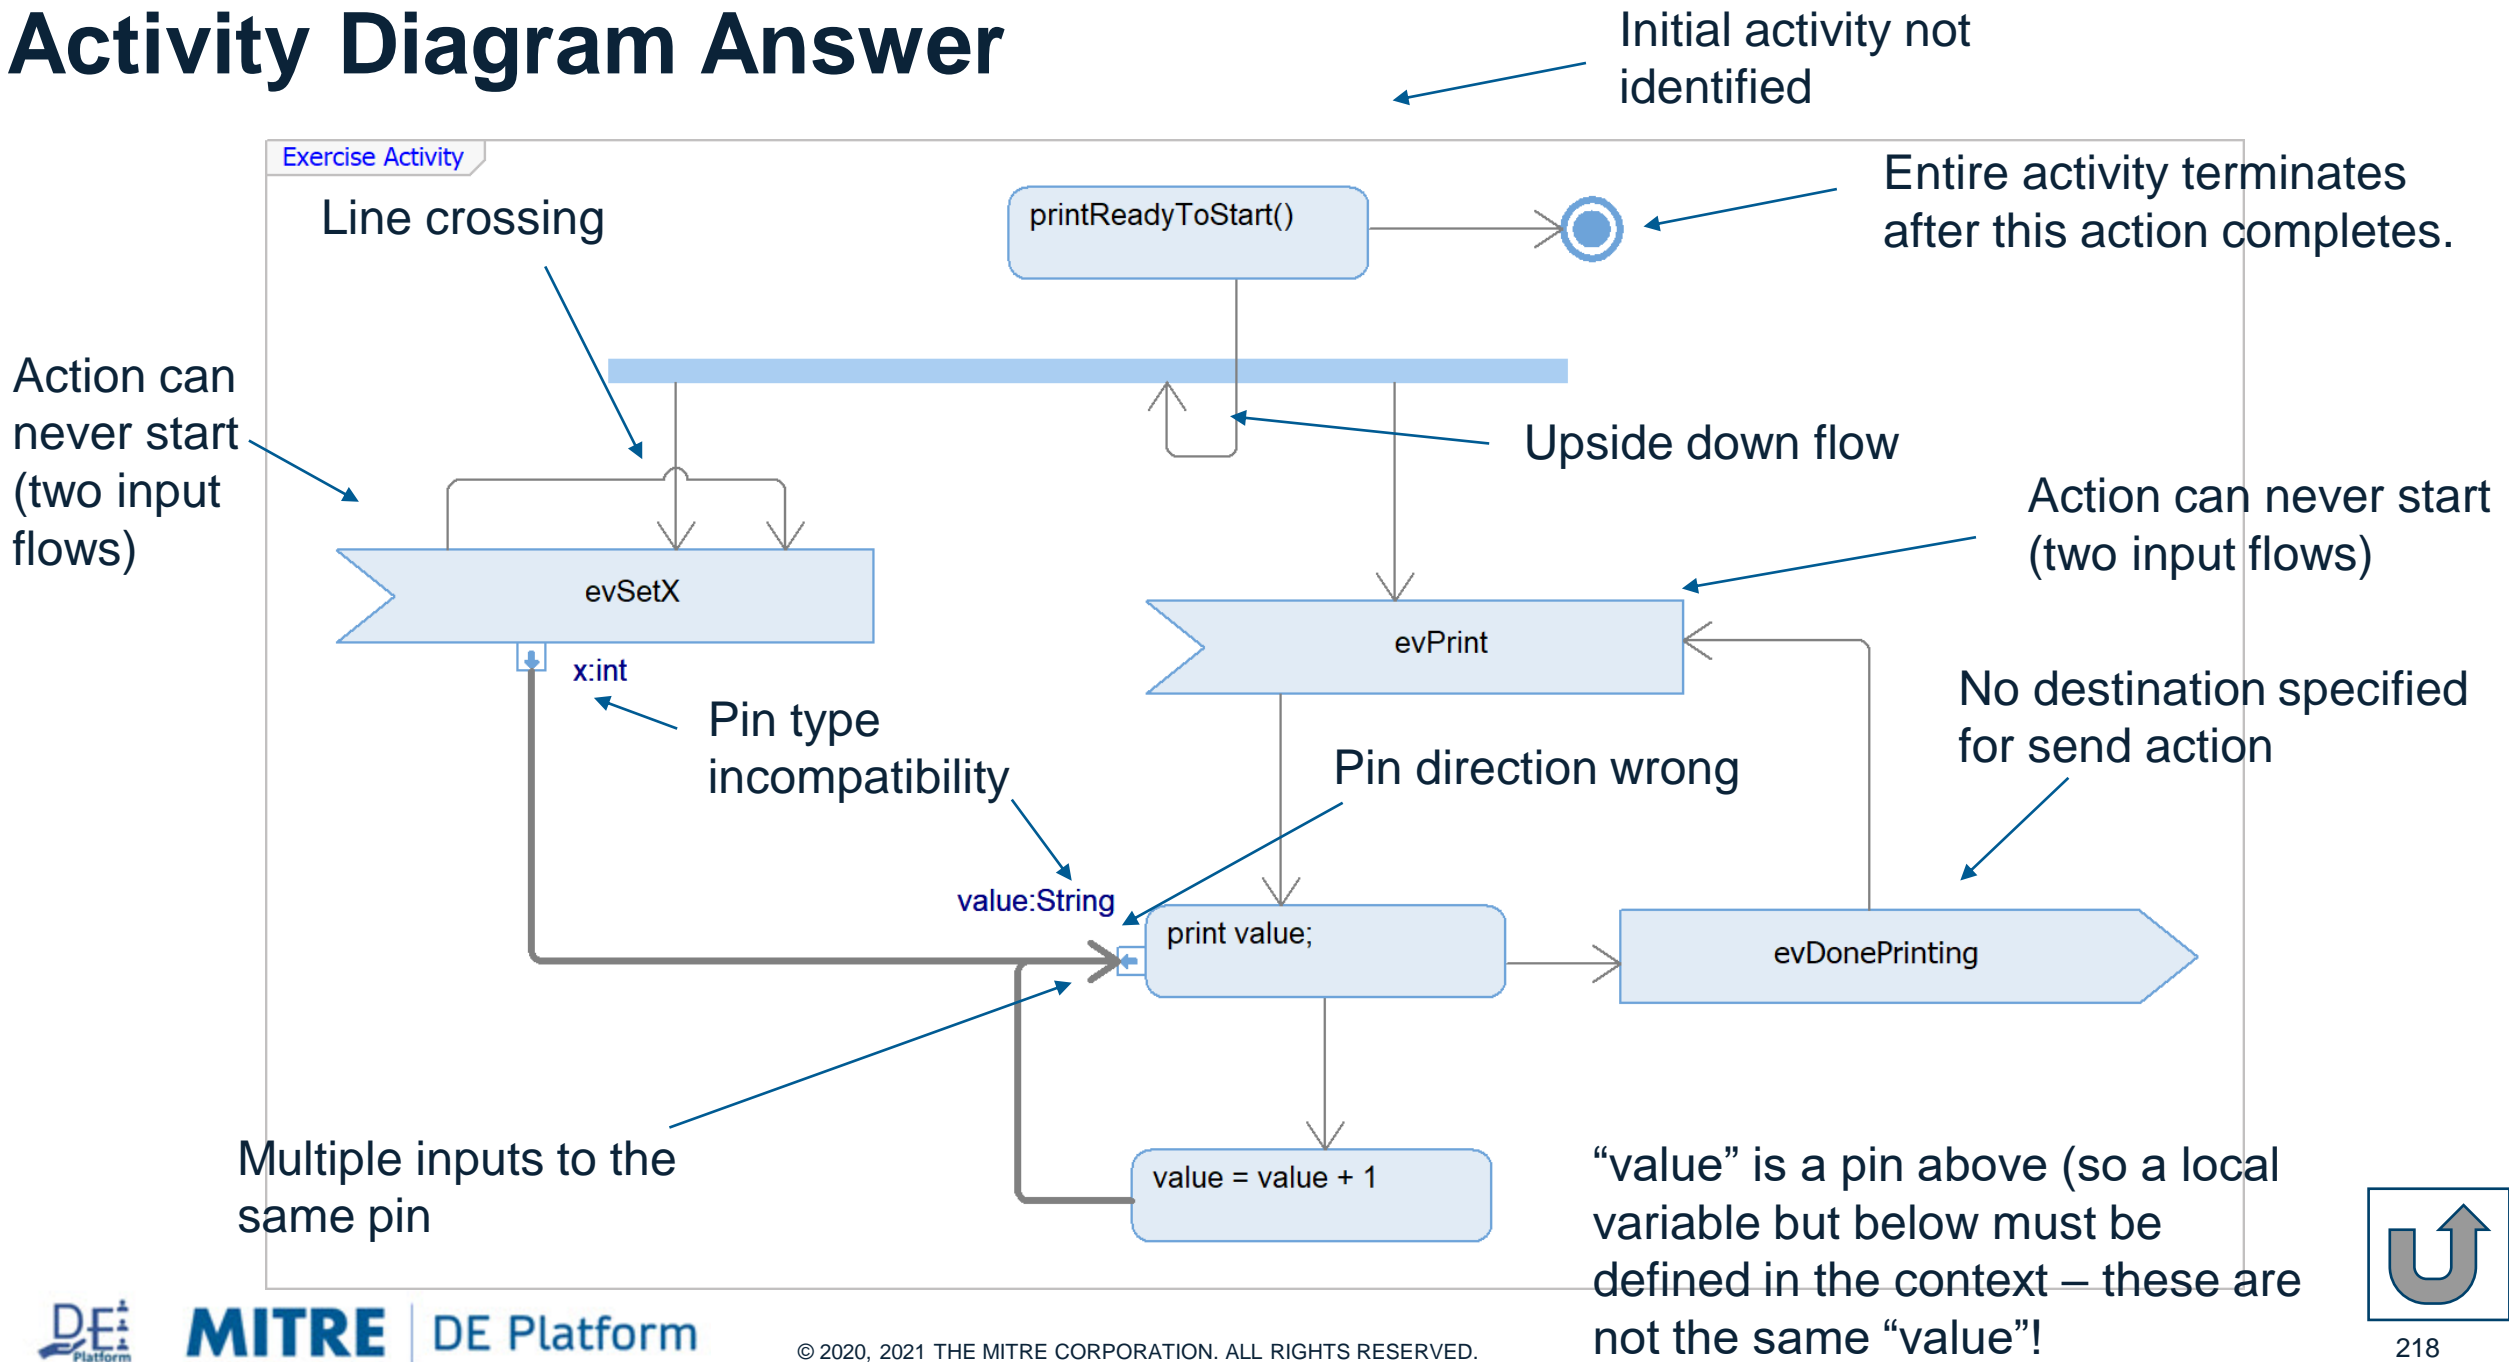 Activity Diagram Answer
Initial activity not
identified
Exercise Activity
Line crossing
printReadyToStart()
Entire activity terminates
after this action completes.
Action can
never start
(two input
flows)
Upside down flow
Action can never start
(two input flows)
evSetX
evPrint
x:int
Pin type
incompatibility
Pin direction wrong
No destination specified
for send action
value:String
print value;
evDonePrinting
Multiple inputs to the
same pin
value = value + 1
“value” is a pin above (so a local
variable but below must be
defined in the context – these are
not the same “value”!
DEi
Platform
MITRE
DE Platform
© 2020, 2021 THE MITRE CORPORATION. ALL RIGHTS RESERVED.
218